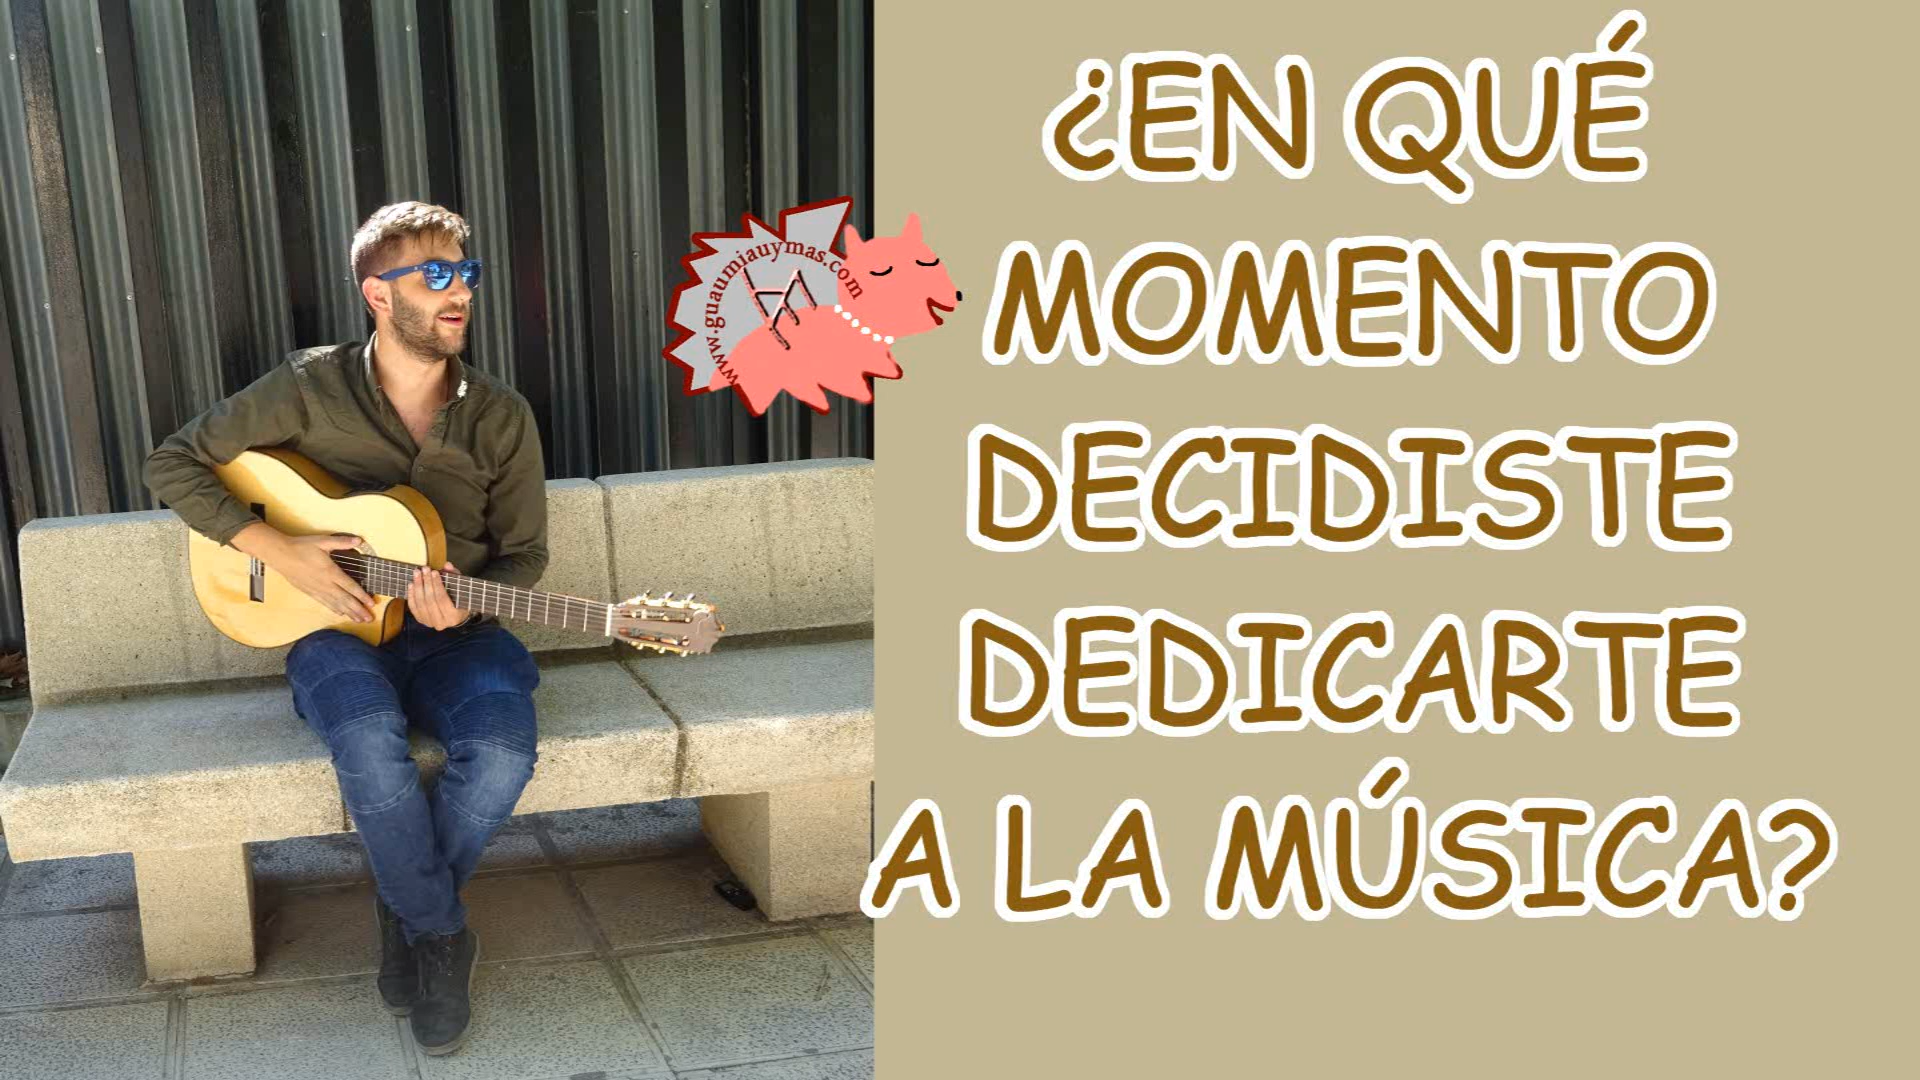 www.guaumiauymas.com
¿EN QUÉ
MOMENTO
DECIDISTE
DEDICARTE
A LA MÚSICA?